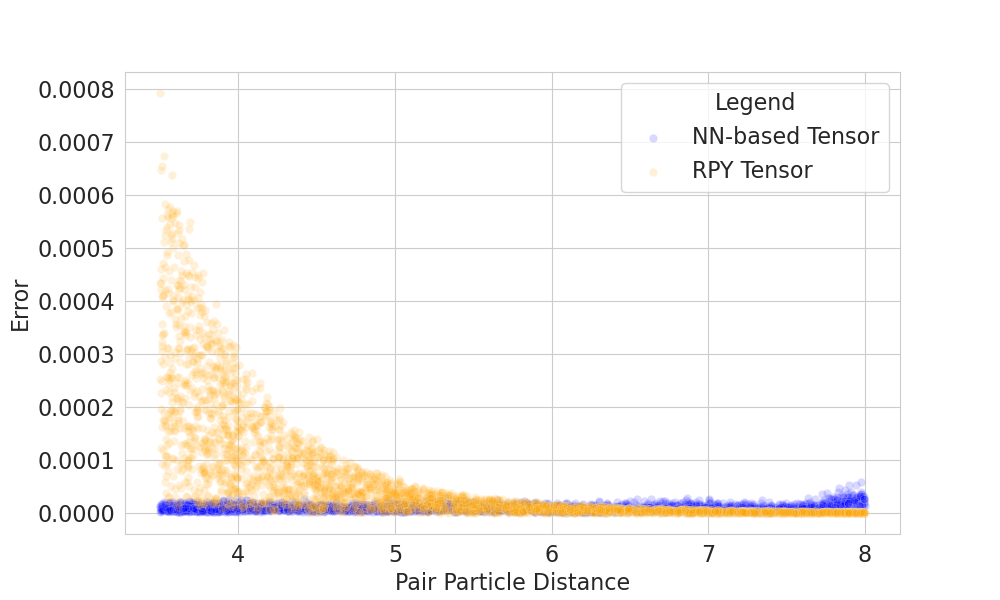 0.0008
0.0007
0.0006
0.0005
0.0004
0.0003
0.0002
0.0001
0.0000
Error
Legend
NN-based Tensor
RPY Tensor
4 5 6 7 8
Pair Particle Distance